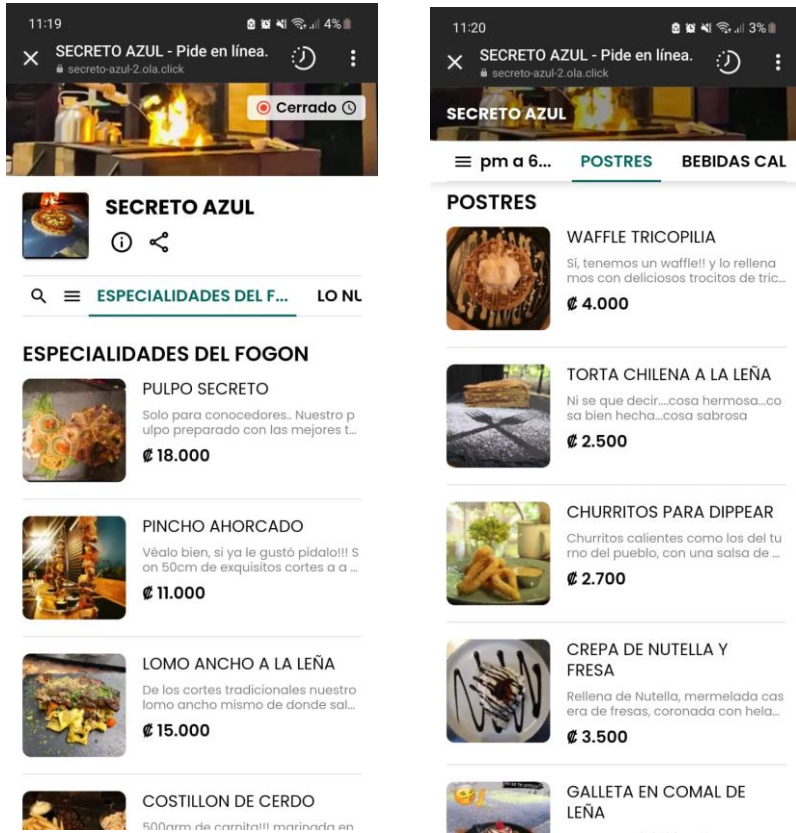 11:19
4%
SECRETO AZUL - Pide en línea.
secreto-azul-2.ola.click
Cerrado
SECRETO AZUL
ESPECIALIDADES DEL F...
LO NU
ESPECIALIDADES DEL FOGON
PULPO SECRETO
Solo para conocedores.. Nuestro p
ulpo preparado con las mejores t...
₡ 18.000
PINCHO AHORCADO
Véalo bien, si ya le gustó pídalo!!! S
on 50cm de exquisitos cortes a a ...
₡ 11.000
LOMO ANCHO A LA LEÑA
De los cortes tradicionales nuestro
lomo ancho mismo de donde sal...
₡ 15.000
COSTILLON DE CERDO
500grm de carnita!!! marinada en
11:20
3%
SECRETO AZUL - Pide en línea.
secreto-azul-2.ola.click
SECRETO AZUL
pm a 6...
POSTRES
BEBIDAS CAL
POSTRES
WAFFLE TRICOPILIA
Sí, tenemos un waffle!! y lo rellena
mos con deliciosos trocitos de tric...
₡ 4.000
TORTA CHILENA A LA LEÑA
Ni se que decir....cosa hermosa...co
sa bien hecha...cosa sabrosa
₡ 2.500
CHURRITOS PARA DIPPEAR
Churritos calientes como los del tu
rno del pueblo, con una salsa de ...
₡ 2.700
CREPA DE NUTELLA Y
FRESA
Rellena de Nutella, mermelada cas
era de fresas, coronada con hela...
₡ 3.500
GALLETA EN COMAL DE
LEÑA